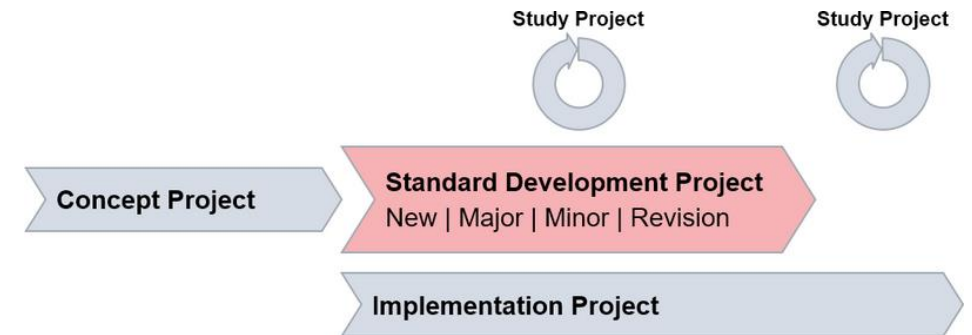 Study Project
Study Project
Concept Project
Standard Development Project
New | Major | Minor | Revision
Implementation Project